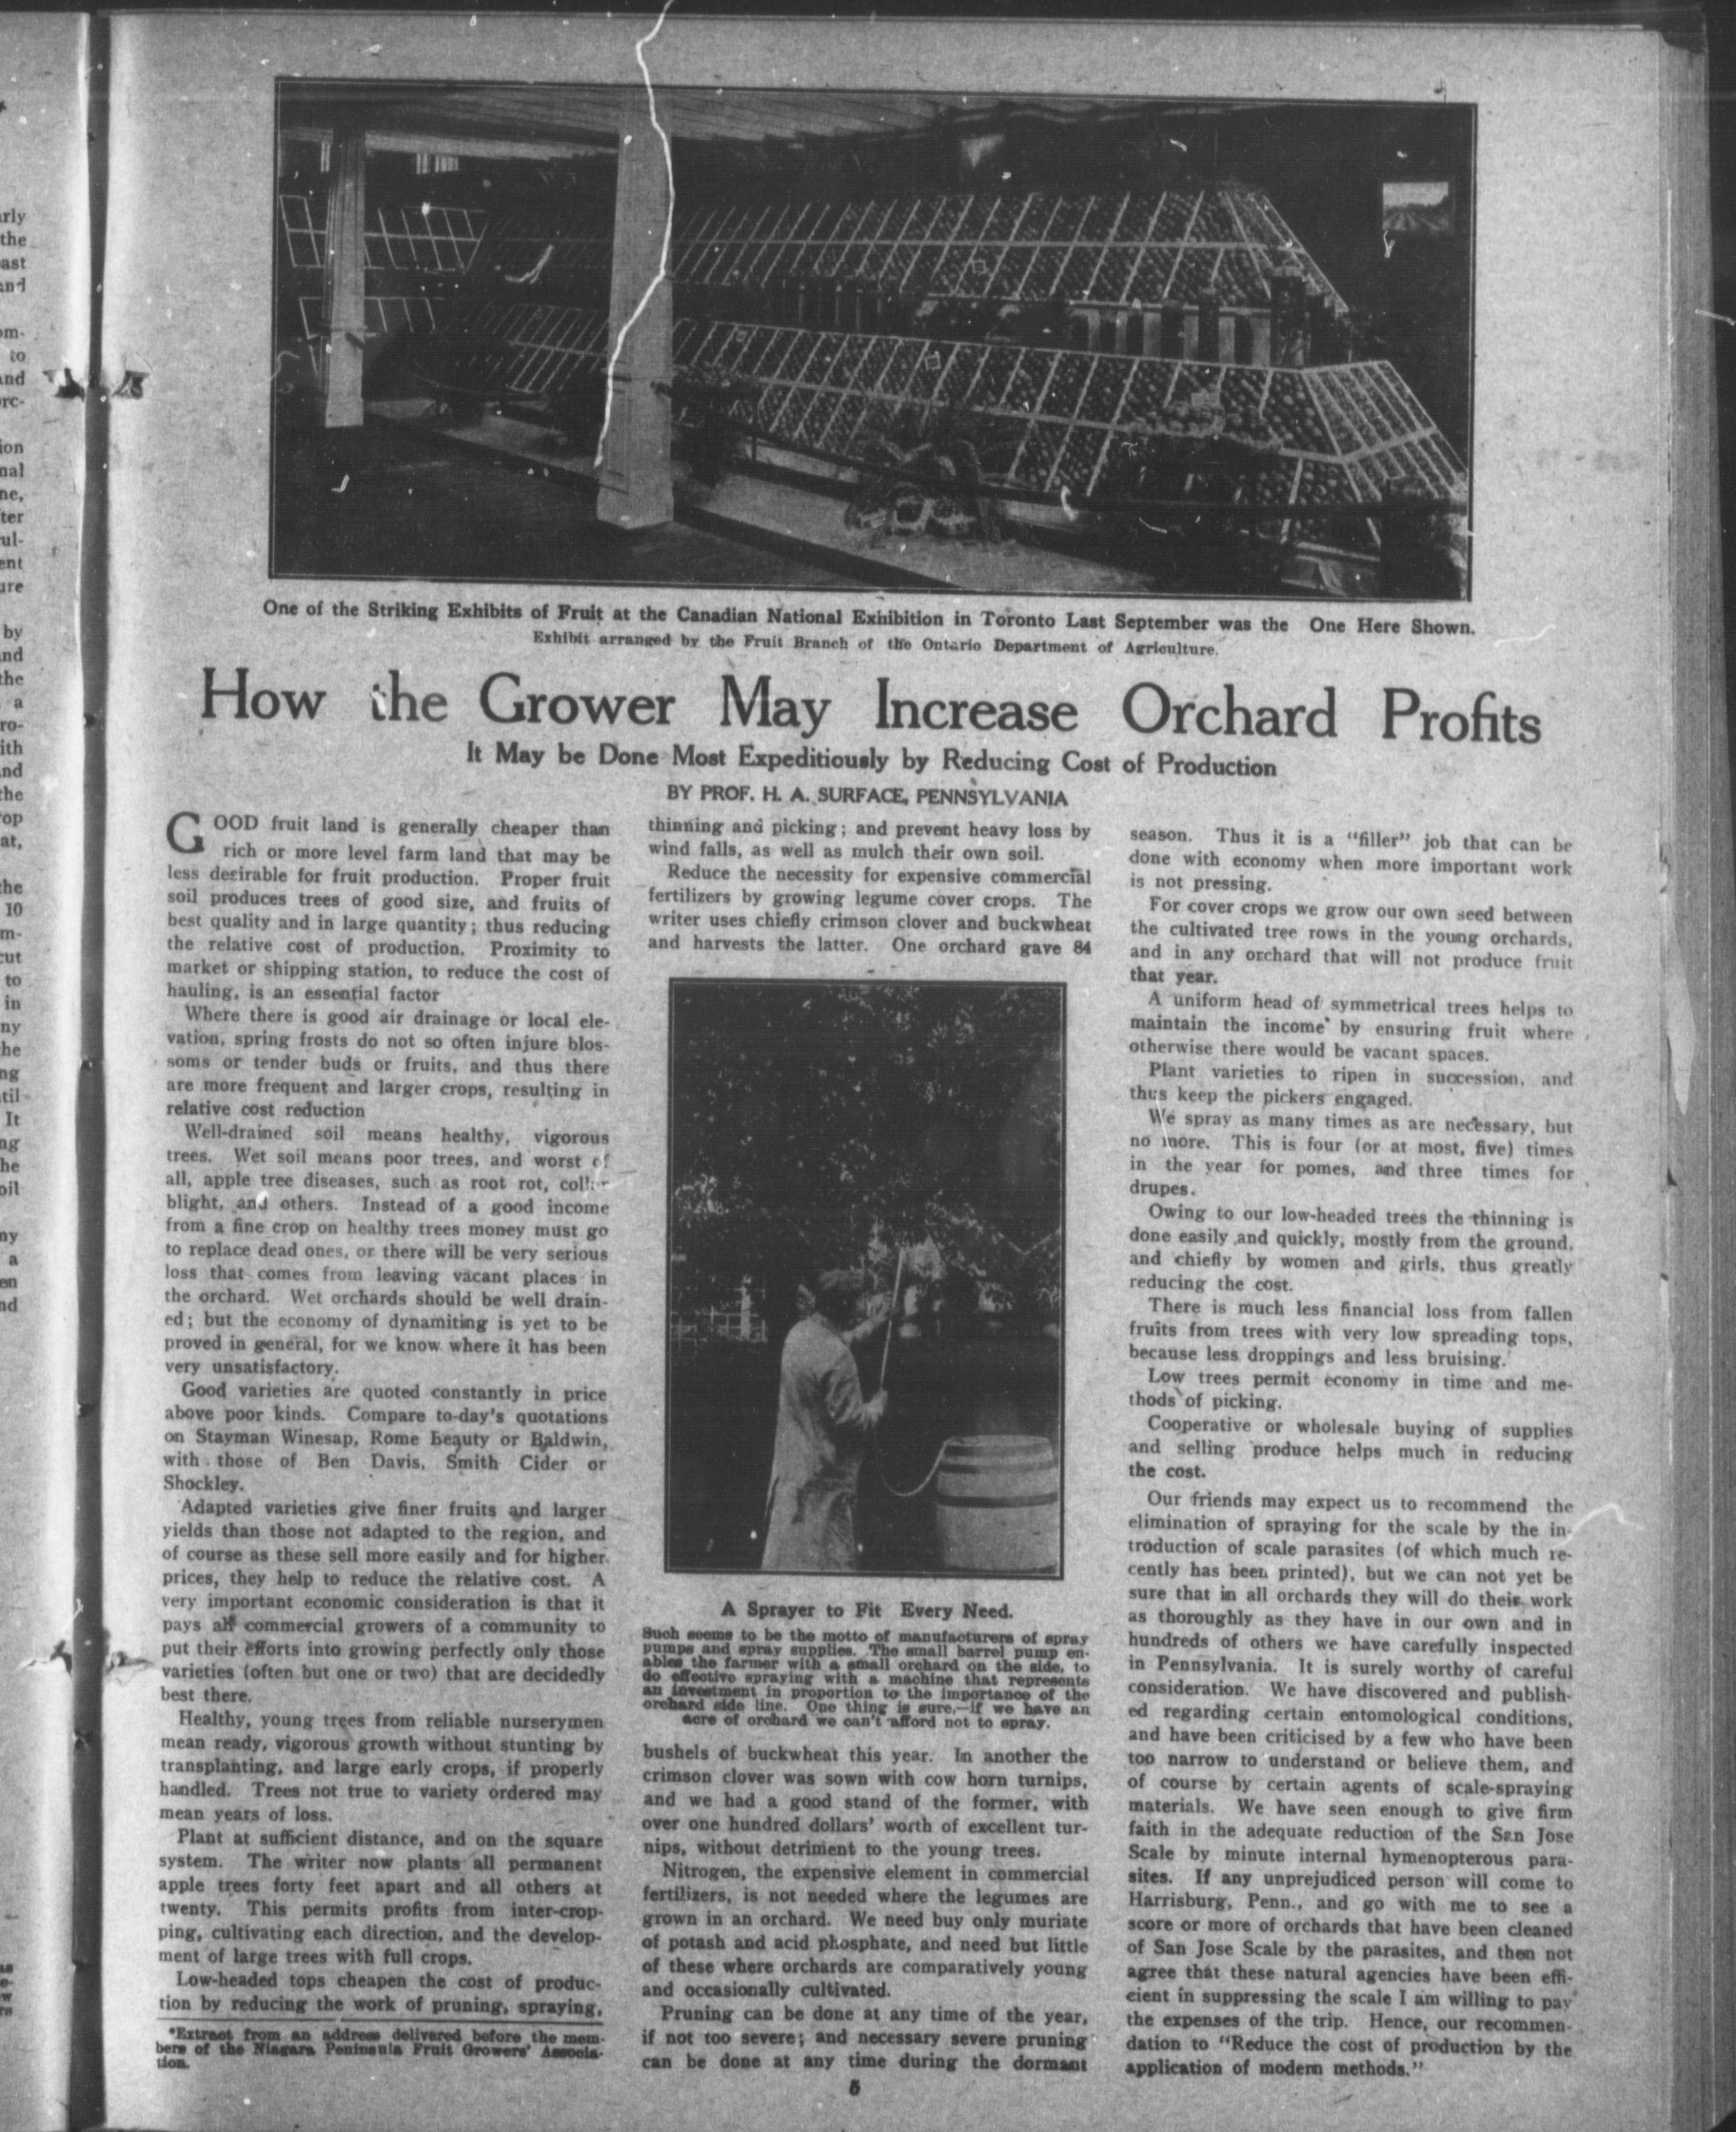 One of the Striking Exhibits of Fruit at the Canadian National Exhibition in Toronto Last September was the One Here Shown.
Exhibit arranged by the Fruit Branch of the Ontario Department of Agriculture.
How the Grower May Increase Orchard Profits
It May be Done Most Expeditiously by Reducing Cost of Production
BY PROF. H. A. SURFACE, PENNSYLVANIA
GOOD fruit land is generally cheaper than
rich or more level farm land that may be
less desirable for fruit production. Proper fruit
soil produces trees of good size, and fruits of
best quality and in large quantity; thus reducing
the relative cost of production. Proximity to
market or shipping station, to reduce the cost of
hauling, is an essential factor
Where there is good air drainage or local ele-
vation, spring frosts do not so often injure blos-
soms or tender buds or fruits, and thus there
are more frequent and larger crops, resulting in
relative cost reduction
Well-drained soil means healthy, vigorous
trees. Wet soil means poor trees, and worst of
all, apple tree diseases, such as root rot, collar
blight, and others. Instead of a good income
from a fine crop on healthy trees money must go
to replace dead ones, or there will be very serious
loss that comes from leaving vacant places in
the orchard. Wet orchards should be well drain-
ed; but the economy of dynamiting is yet to be
proved in general, for we know where it has been
very unsatisfactory.
Good varieties are quoted constantly in price
above poor kinds. Compare to-day's quotations
on Stayman Winesap, Rome Beauty or Baldwin,
with those of Ben Davis, Smith Cider or
Shockley.
Adapted varieties give finer fruits and larger
yields than those not adapted to the region, and
of course as these sell more easily and for higher
prices, they help to reduce the relative cost. A
very important economic consideration is that it
pays all commercial growers of a community to
put their efforts into growing perfectly only those
varieties (often but one or two) that are decidedly
best there.
Healthy, young trees from reliable nurserymen
mean ready, vigorous growth without stunting by
transplanting, and large early crops, if properly
handled. Trees not true to variety ordered may
mean years of loss.
Plant at sufficient distance, and on the square
system. The writer now plants all permanent
apple trees forty feet apart and all others at
twenty. This permits profits from inter-crop-
ping, cultivating each direction, and the develop-
ment of large trees with full crops.
Low-headed tops cheapen the cost of produc-
tion by reducing the work of pruning, spraying,
*Extract from an address delivered before the mem-
bers of the Niagara Peninsula Fruit Growers' Associa-
tion.
thinning and picking; and prevent heavy loss by
wind falls, as well as mulch their own soil.
Reduce the necessity for expensive commercial
fertilizers by growing legume cover crops. The
writer uses chiefly crimson clover and buckwheat
and harvests the latter. One orchard gave 84
A Sprayer to Fit Every Need.
Such seems to be the motto of manufacturers of spray
pumps and spray supplies. The small barrel pump en-
ables the farmer with a small orchard on the side, to
do effective spraying with a machine that represents
an investment in proportion to the importance of the
orchard side line. One thing is sure,—if we have an
acre of orchard we can't afford not to spray.
bushels of buckwheat this year. In another the
crimson clover was sown with cow horn turnips,
and we had a good stand of the former, with
over one hundred dollars' worth of excellent tur-
nips, without detriment to the young trees.
Nitrogen, the expensive element in commercial
fertilizers, is not needed where the legumes are
grown in an orchard. We need buy only muriate
of potash and acid phosphate, and need but little
of these where orchards are comparatively young
and occasionally cultivated.
Pruning can be done at any time of the year,
if not too severe; and necessary severe pruning
can be done at any time during the dormant
season. Thus it is a "filler" job that can be
done with economy when more important work
is not pressing.
For cover crops we grow our own seed between
the cultivated tree rows in the young orchards,
and in any orchard that will not produce fruit
that year.
A uniform head of symmetrical trees helps to
maintain the income by ensuring fruit where
otherwise there would be vacant spaces.
Plant varieties to ripen in succession, and
thus keep the pickers engaged.
We spray as many times as are necessary, but
no more. This is four (or at most, five) times
in the year for pomes, and three times for
drupes.
Owing to our low-headed trees the thinning is
done easily and quickly, mostly from the ground,
and chiefly by women and girls, thus greatly
reducing the cost.
There is much less financial loss from fallen
fruits from trees with very low spreading tops,
because less droppings and less bruising.
Low trees permit economy in time and me-
thods of picking.
Cooperative or wholesale buying of supplies
and selling produce helps much in reducing
the cost.
Our friends may expect us to recommend the
elimination of spraying for the scale by the in-
troduction of scale parasites (of which much re-
cently has been printed), but we can not yet be
sure that in all orchards they will do their work
as thoroughly as they have in our own and in
hundreds of others we have carefully inspected
in Pennsylvania. It is surely worthy of careful
consideration. We have discovered and publish-
ed regarding certain entomological conditions,
and have been criticised by a few who have been
too narrow to understand or believe them, and
of course by certain agents of scale-spraying
materials. We have seen enough to give firm
faith in the adequate reduction of the San Jose
Scale by minute internal hymenopterous para-
sites. If any unprejudiced person will come to
Harrisburg, Penn., and go with me to see a
score or more of orchards that have been cleaned
of San Jose Scale by the parasites, and then not
agree that these natural agencies have been effi-
cient in suppressing the scale I am willing to pay
the expenses of the trip. Hence, our recommen-
dation to "Reduce the cost of production by the
application of modern methods."
5